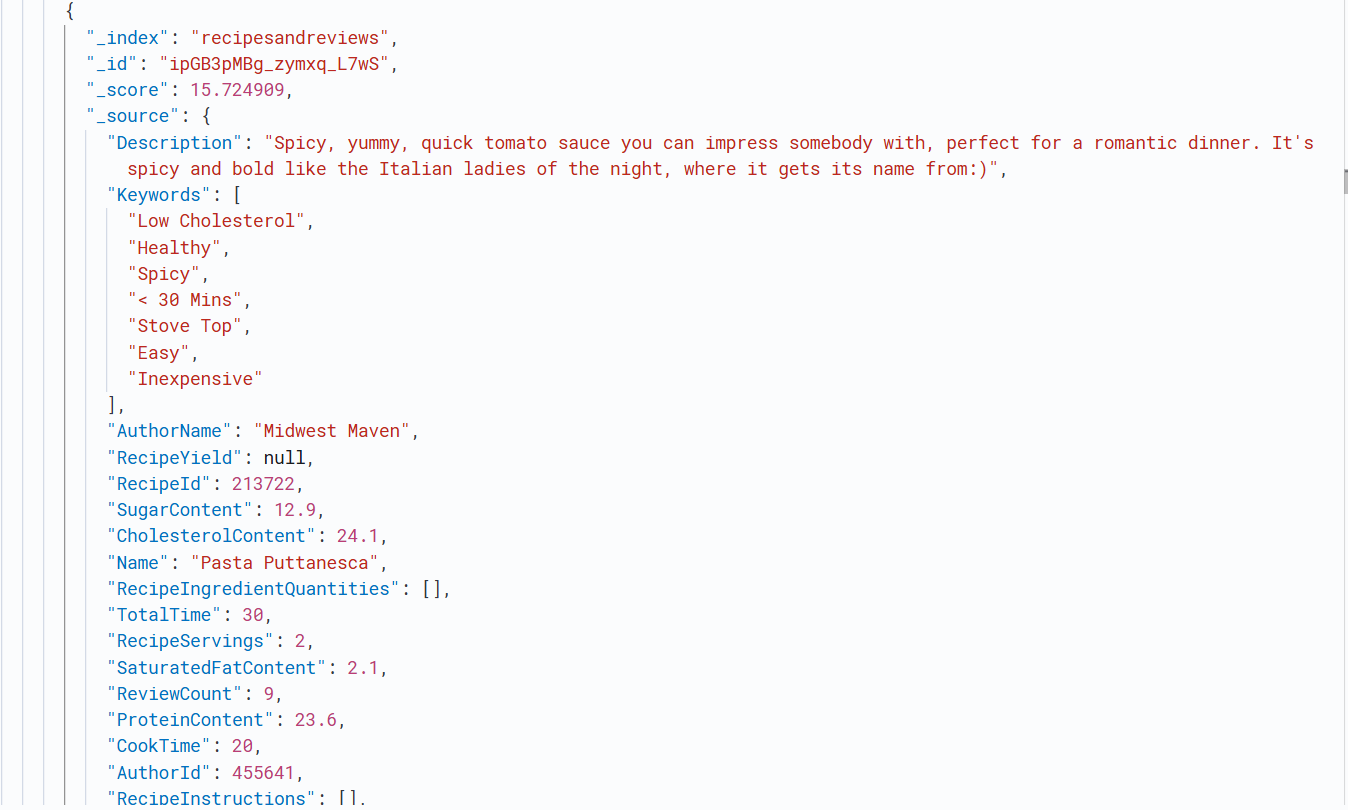 {
"_index": "recipesandreviews",
"_id": "ipGB3pMBg_zymxq_L7wS",
"_score": 15.724909,
"_source": {
"Description": "Spicy, yummy, quick tomato sauce you can impress somebody with, perfect for a romantic dinner. It's
spicy and bold like the Italian ladies of the night, where it gets its name from:)",
"Keywords": [
"Low Cholesterol",
"Healthy",
"Spicy",
"< 30 Mins",
"Stove Top",
"Easy",
"Inexpensive"
],
"AuthorName": "Midwest Maven",
"RecipeYield": null,
"RecipeId": 213722,
"SugarContent": 12.9,
"CholesterolContent": 24.1,
"Name": "Pasta Puttanesca",
"RecipeIngredientQuantities": [],
"TotalTime": 30,
"RecipeServings": 2,
"SaturatedFatContent": 2.1,
"ReviewCount": 9,
"ProteinContent": 23.6,
"CookTime": 20,
"AuthorId": 455641,
"RecipeInstructions": [],